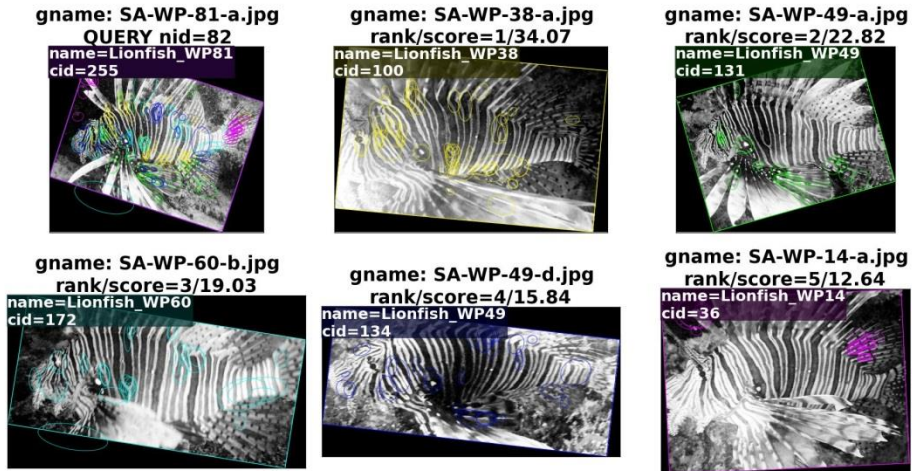 gname: SA-WP-81-a.jpg
QUERY nid=82
name=Lionfish_WP81
cid=255
gname: SA-WP-38-a.jpg
rank/score=1/34.07
name=Lionfish_WP38
cid=100
gname: SA-WP-49-a.jpg
rank/score=2/22.82
name=Lionfish_WP49
cid=131
gname: SA-WP-60-b.jpg
rank/score=3/19.03
name=Lionfish_WP60
cid=172
gname: SA-WP-49-d.jpg
rank/score=4/15.84
name=Lionfish_WP49
cid=134
gname: SA-WP-14-a.jpg
rank/score=5/12.64
name=Lionfish_WP14
cid=36